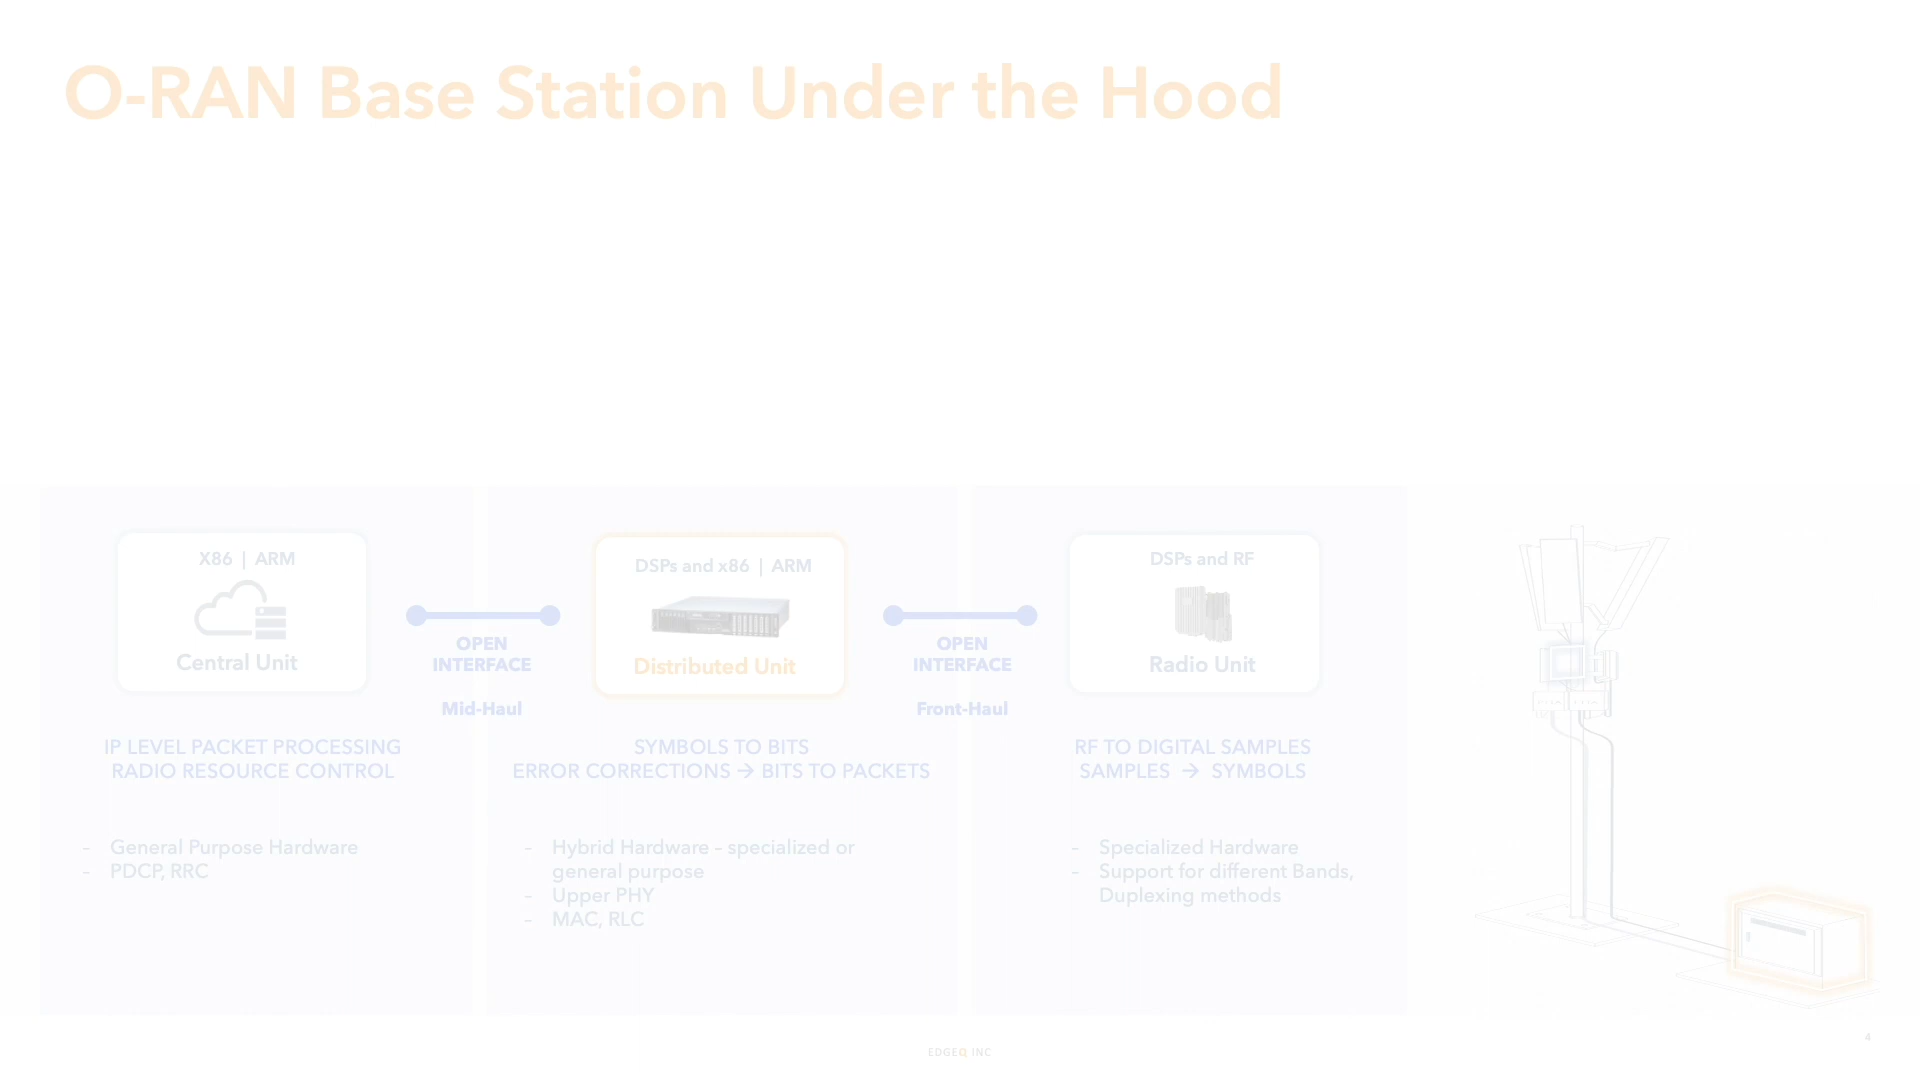 O-RAN Base Station Under the Hood
X86 | ARM
Central Unit
OPEN
INTERFACE
Mid-Haul
IP LEVEL PACKET PROCESSING
RADIO RESOURCE CONTROL
- General Purpose Hardware
- PDCP, RRC
DSPs and x86 | ARM
Distributed Unit
OPEN
INTERFACE
Front-Haul
SYMBOLS TO BITS
ERROR CORRECTIONS → BITS TO PACKETS
- Hybrid Hardware – specialized or
general purpose
- Upper PHY
- MAC, RLC
DSPs and RF
Radio Unit
RF TO DIGITAL SAMPLES
SAMPLES → SYMBOLS
- Specialized Hardware
- Support for different Bands,
Duplexing methods
EDGEQ INC
4